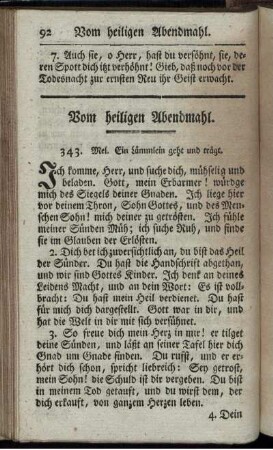 92 Vom heiligen Abendmahl.
7. Auch sie, o Herr, hast du versöhnt, sie, de-
ren Spott dich itzt verhöhnt! Gieb, daß noch vor der
Todesnacht zur ernsten Reu ihr Geist erwacht.
Vom heiligen Abendmahl.
343. Mel. Ein Lämmlein geht und trägt.
Ich komme, Herr, und suche dich, mühselig und
beladen. Gott, mein Erbarmer! würdge
mich des Siegels deiner Gnaden. Ich liege hier
vor deinem Thron, Sohn Gottes, und des Men-
schen Sohn! mich deiner zu getrösten. Ich fühle
meiner Sünden Müh; ich suche Ruh, und finde
sie im Glauben der Erlösten.
2. Dich bet ich zuversichtlich an, du bist das Heil
der Sünder. Du hast die Handschrift abgethan,
und wir sind Gottes Kinder. Ich denk an deines
Leidens Macht, und an dein Wort: Es ist voll-
bracht: Du hast mein Heil verdienet. Du hast
für mich dich dargestellt. Gott war in dir, und
hat die Welt in dir mit sich versühnet.
3. So freue dich mein Herz in mir! er tilget
deine Sünden, und läßt an seiner Tafel hier dich
Gnad um Gnade finden. Du rufst, und er er-
hört dich schon, spricht liebreich: Sey getrost,
mein Sohn! die Schuld ist dir vergeben. Du bist
in meinem Tod getauft, und du wirst dem, der
dich erkauft, von ganzem Herzen leben.
4. Dein